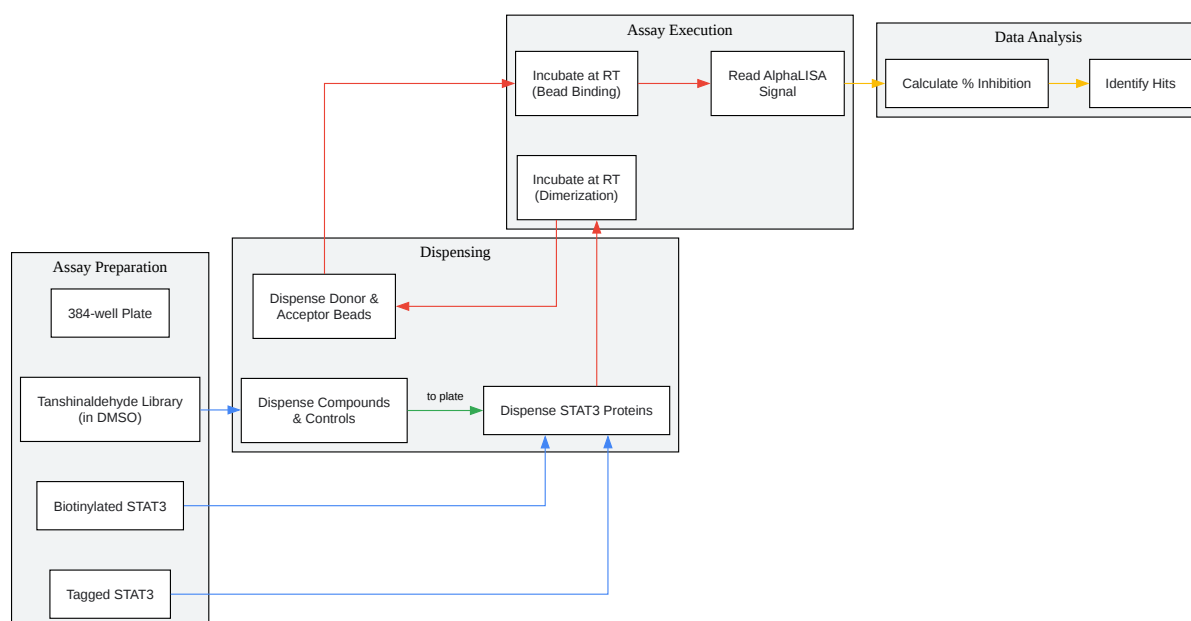 Assay Preparation
384-well Plate
Tanshinaldehyde Library
(in DMSO)
Biotinylated STAT3
Tagged STAT3
Dispensing
Dispense Donor &
Acceptor Beads
Dispense Compounds
& Controls
to plate
Dispense STAT3 Proteins
Assay Execution
Incubate at RT
(Bead Binding)
Read AlphaLISA
Signal
Incubate at RT
(Dimerization)
Data Analysis
Calculate % Inhibition
Identify Hits